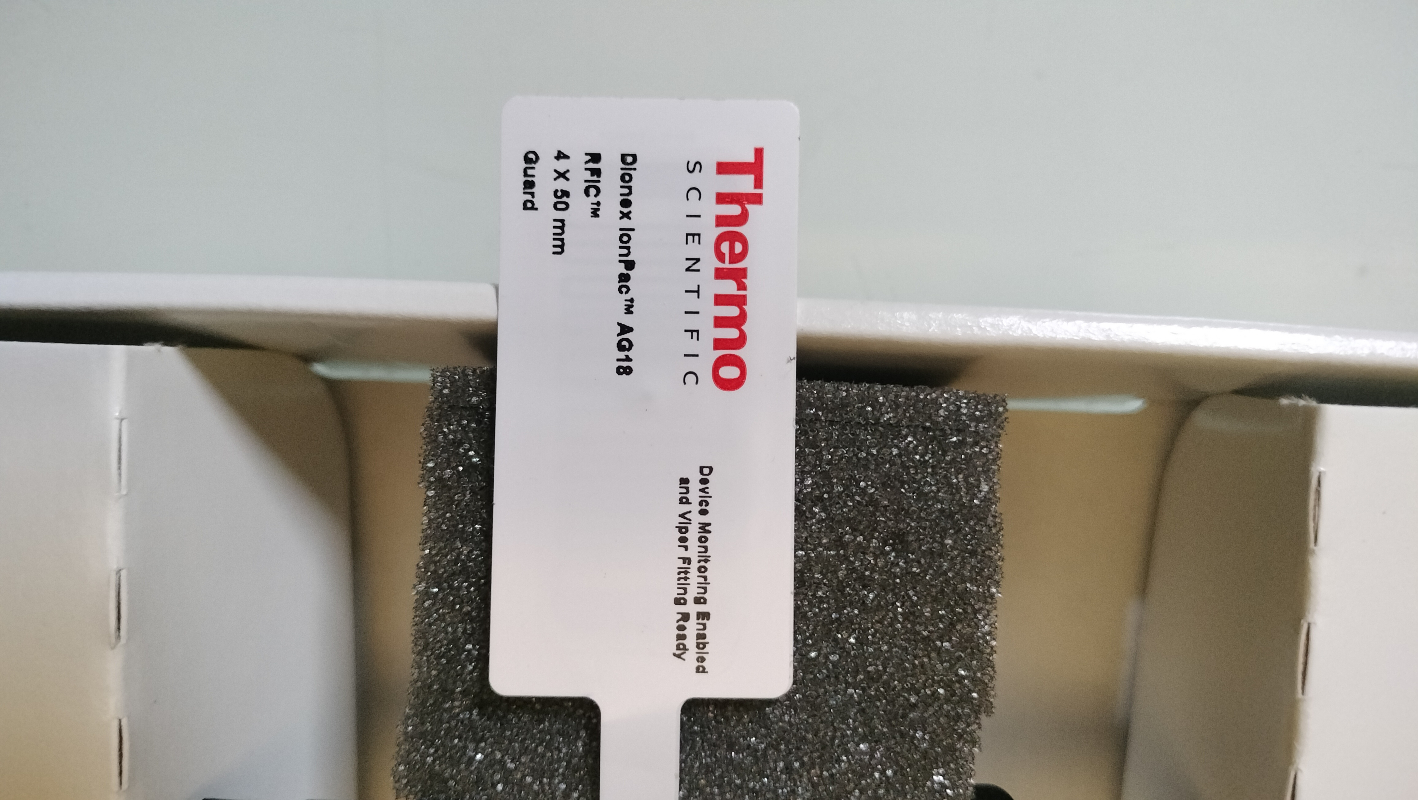 Thermo
SCIENTIFIC
Device Monitoring Enabled
and Viper Fitting Ready
Dionex IonPac™ AG18
RFIC™
4 X 50 mm
Guard